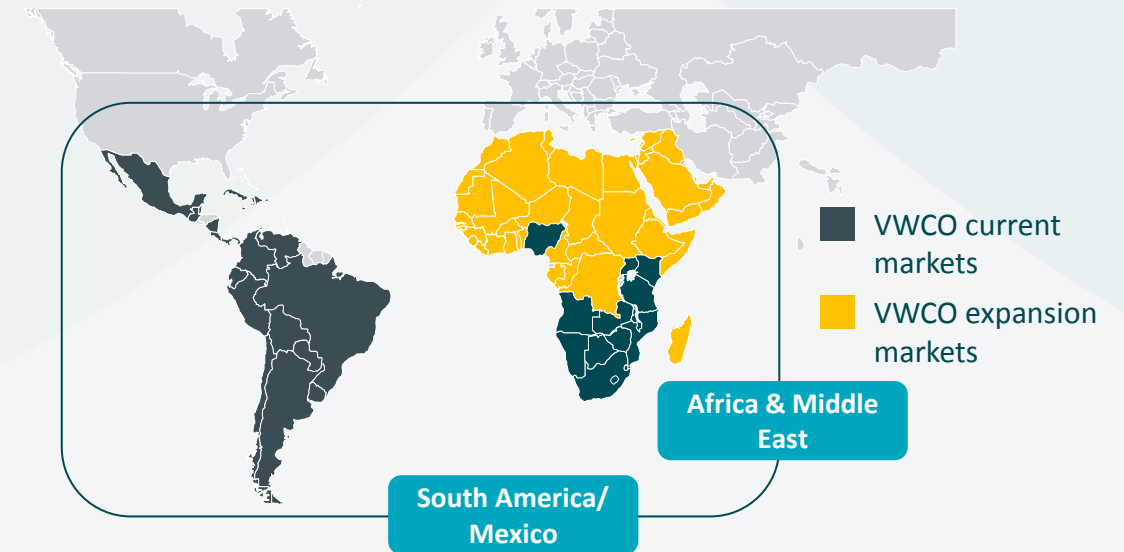 VWCO current
markets
VWCO expansion
markets
Africa & Middle
East
South America/
Mexico